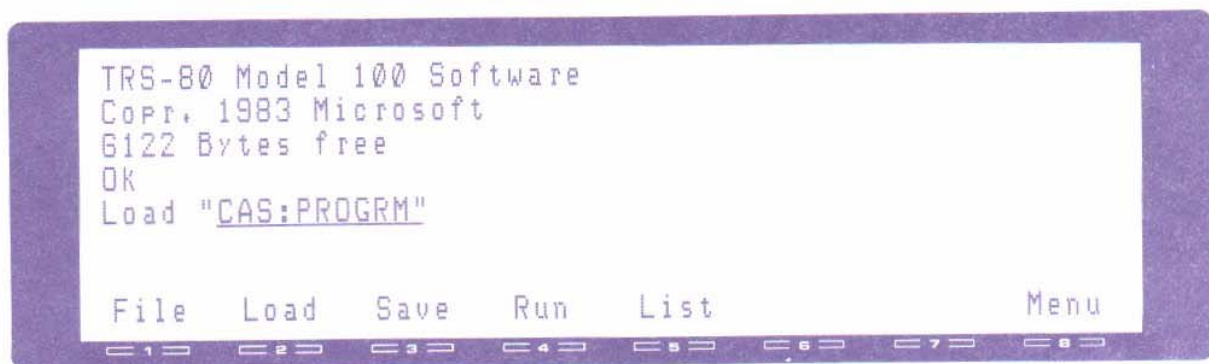 TRS-80 Model 100 Software
Copr. 1983 Microsoft
6122 Bytes free
OK
Load "CAS:PROGRM"
File Load Save Run List Menu
1 2 3 4 5 6 7 8